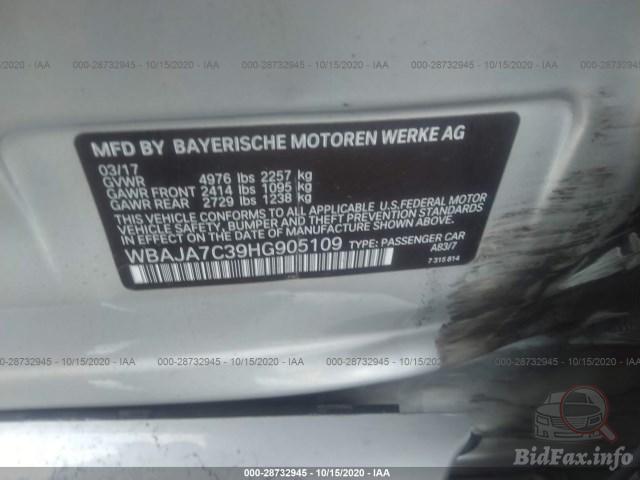 000-28732945 - 10/15/2020 - IAA
000-28732945 - 10/15/2020 - IAA
000-28732945 - 10/15/2020 - IAA
MFD BY BAYERISCHE MOTOREN WERKE AG
03/17
GVWR 4976 lbs 2257 kg
GAWR FRONT 2414 lbs 1095 kg
GAWR REAR 2729 lbs 1238 kg
THIS VEHICLE CONFORMS TO ALL APPLICABLE
FEDERAL MOTOR VEHICLE SAFETY, BUMPER,
AND THEFT PREVENTION STANDARDS IN EFFECT
ON THE DATE OF MANUFACTURE SHOWN ABOVE.
WBAJA7C39HG905109 TYPE: PASSENGER CAR
A83/7
7 315 814
000-28732945 - 10/15/2020 - IAA
000-28732945 - 10/15/2020 - IAA
000-28732945 - 10/15/2020 - IAA
BidFax.info
000-28732945 - 10/15/2020 - IAA